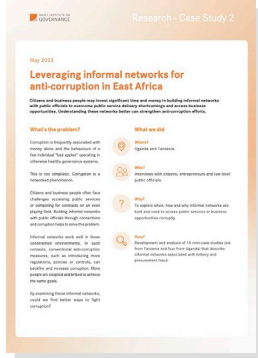 BASEL INSTITUTE ON
GOVERNANCE
Research - Case Study 2
May 2023
Leveraging informal networks for
anti-corruption in East Africa
Citizens and business people may invest significant time and money in building informal networks
with public officials to overcome public service delivery shortcomings and access business
opportunities. Understanding these networks better can strengthen anti-corruption efforts.
What's the problem?
Corruption is frequently associated with
money alone and the behaviours of a
few individual "bad apples" operating in
otherwise healthy governance systems.
This is too simplistic. Corruption is a
networked phenomenon.
Citizens and business people often face
challenges accessing public services
or competing for contracts on an even
playing field. Building informal networks
with public officials through connections
and corruption helps to solve the problem.
Informal networks work well in these
constrained environments. In such
contexts, conventional anti-corruption
measures, such as introducing more
regulations, policies or controls, can
backfire and increase corruption. More
people are coopted and bribed to achieve
the same goals.
By examining these informal networks,
could we find better ways to fight
corruption?
What we did
Where?
Uganda and Tanzania.
Who?
Interviews with citizens, entrepreneurs and low level
public officials.
?
Why?
To explore when, how and why informal networks are
built and used to access public services or business
opportunities corruptly.
How?
Development and analysis of 10 mini case studies (six
from Tanzania and four from Uganda) that describe
informal networks associated with bribery and
procurement fraud.